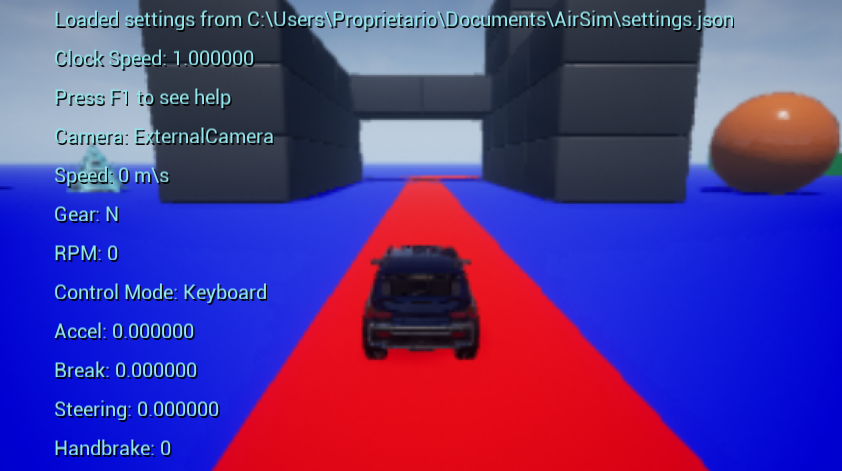 Loaded settings from C:\Users\Proprietario\Documents\AirSim\settings.json
Clock Speed: 1.000000
Press F1 to see help
Camera: ExternalCamera
Speed: 0 m\s
Gear: N
RPM: 0
Control Mode: Keyboard
Accel: 0.000000
Break: 0.000000
Steering: 0.000000
Handbrake: 0